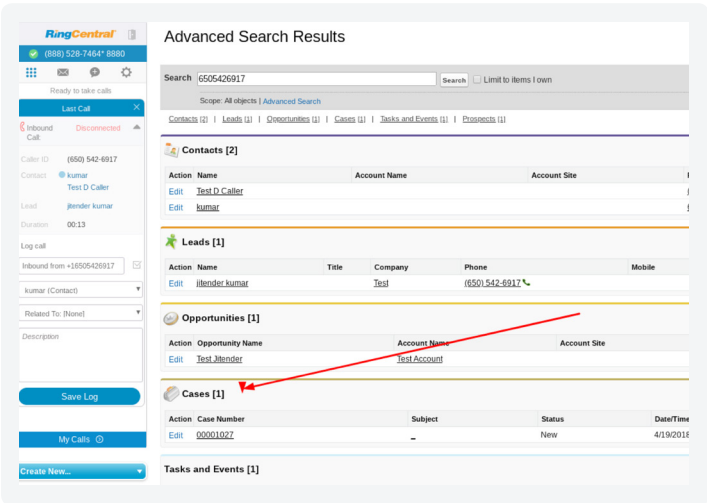 RingCentral
(888) 528-7464* 8880
Ready to take calls
Last Call
Inbound Call: Disconnected
Caller ID (650) 542-6917
Contact kumar
Test D Caller
Lead jitender kumar
Duration 00:13
Log call
Inbound from +16505426917
kumar (Contact)
Related To: [None]
Description
Save Log
My Calls
Create New...
Advanced Search Results
Search 6505426917 Search Limit to items I own
Scope: All objects | Advanced Search
Contacts [2] | Leads [1] | Opportunities [1] | Cases [1] | Tasks and Events [1] | Prospects [1]
Contacts [2]
Action Name Account Name Account Site
Edit Test D Caller
Edit kumar
Leads [1]
Action Name Title Company Phone Mobile
Edit jitender kumar Test (650) 542-6917
Opportunities [1]
Action Opportunity Name Account Name Account Site
Edit Test Jitender Test Account
Cases [1]
Action Case Number Subject Status Date/Time
Edit 00001027 _ New 4/19/2018
Tasks and Events [1]